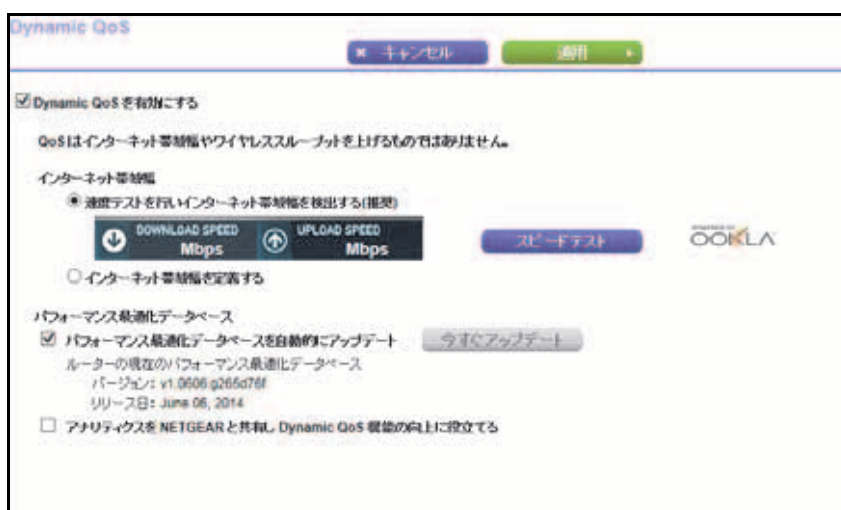 Dynamic QoS
キャンセル
適用
Dynamic QoS を有効にする
QoSはインターネット帯域幅やワイヤレススループットを上げるものではありません。
インターネット帯域幅
速度テストを行いインターネット帯域幅を検出する(推奨)
DOWNLOAD SPEED
Mbps
UPLOAD SPEED
Mbps
スピードテスト
POWERED BY
OOKLA
インターネット帯域幅を定義する
パフォーマンス最適化データベース
パフォーマンス最適化データベースを自動的にアップデート
今すぐアップデート
ルーターの現在のパフォーマンス最適化データベース
バージョン: v1.0606.g265d76f
リリース日: June 06, 2014
アナリティクスを NETGEAR と共有し Dynamic QoS 機能の向上に役立てる